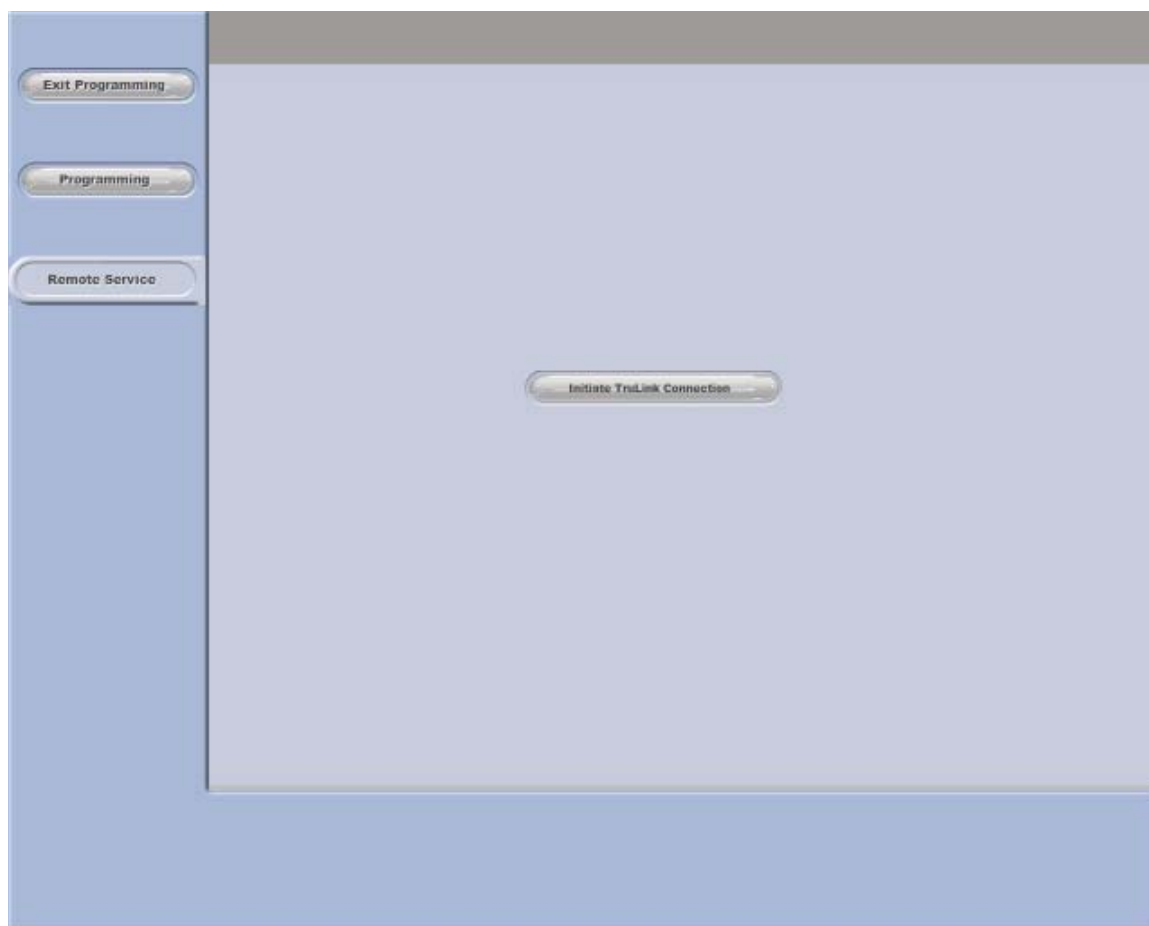 Exit Programming
Programming
Remote Service
Initiate TruLink Connection